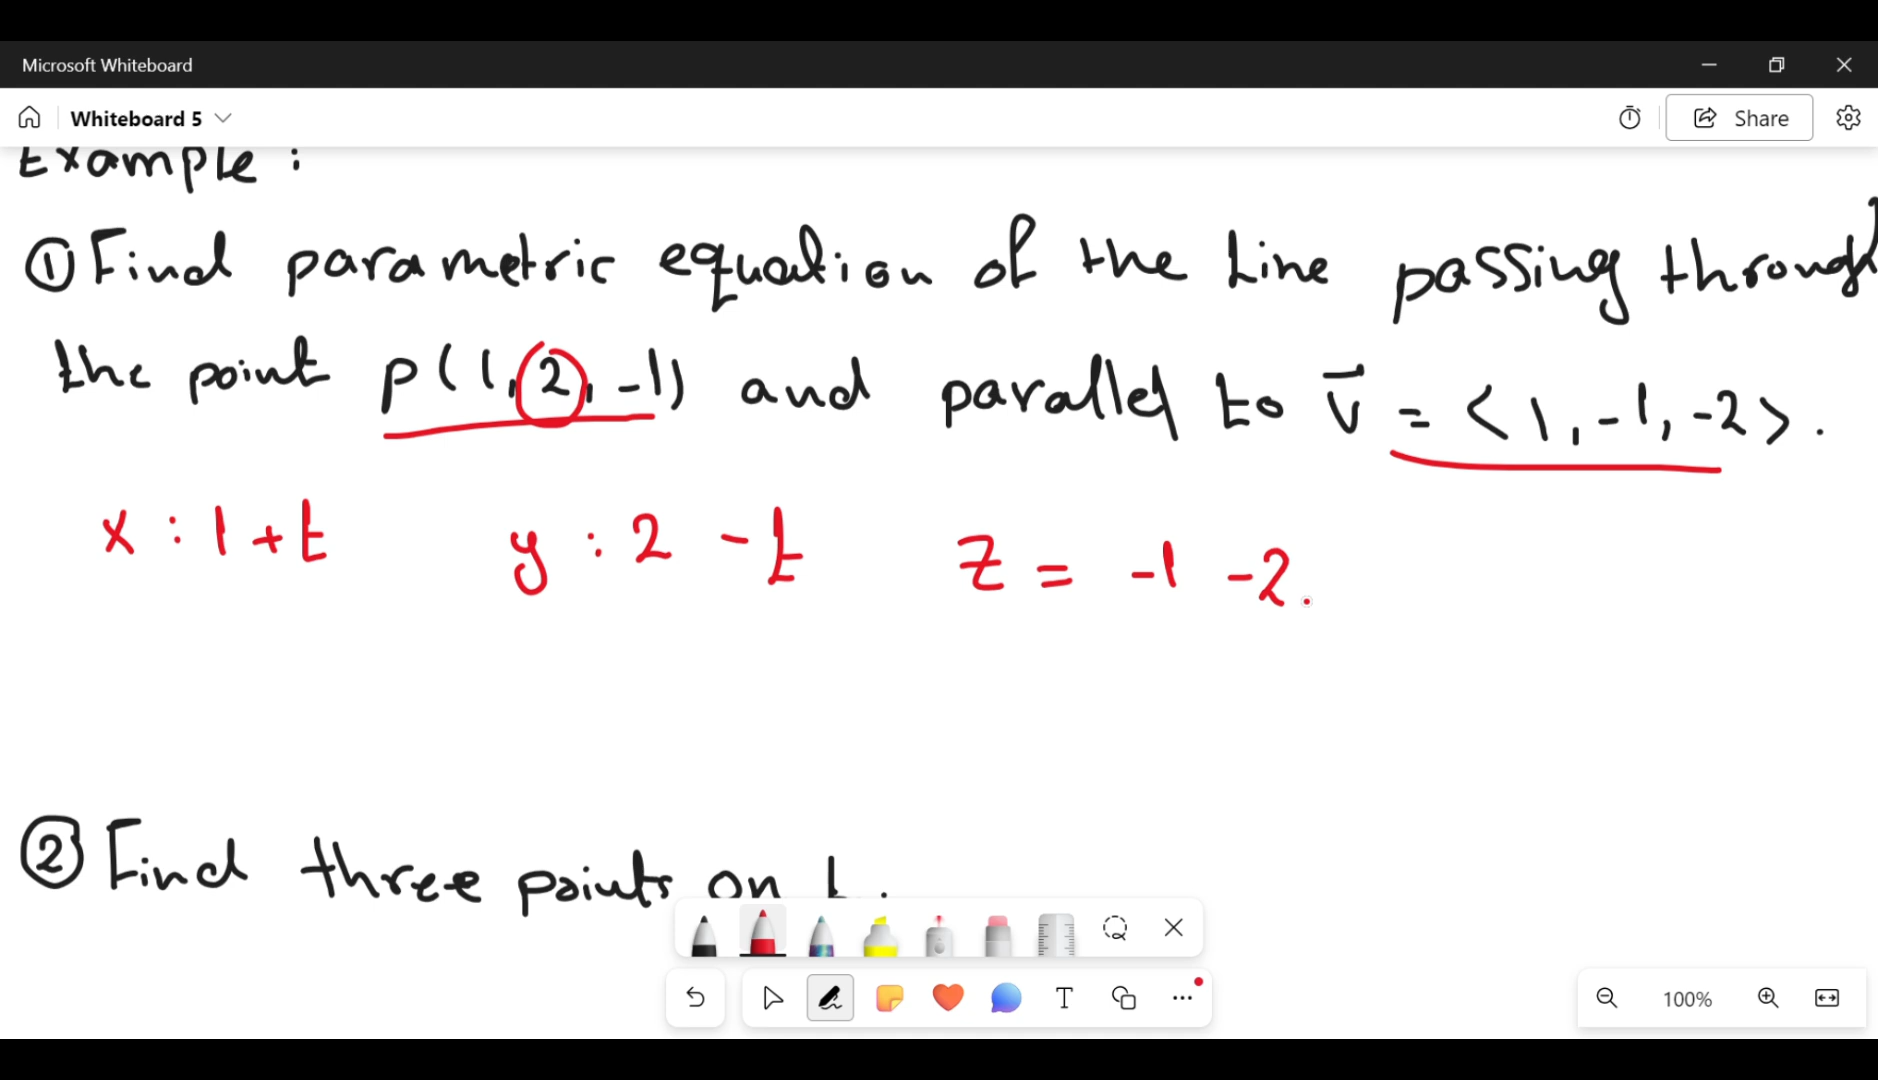 Microsoft Whiteboard
Whiteboard 5
Share
Example :
① Find parametric equation of the Line passing through
the point p(1, 2, -1) and parallel to v⃗ = <1, -1, -2>.
x : 1 + t y : 2 - t z = -1 -2
② Find three points on L.
T
100%